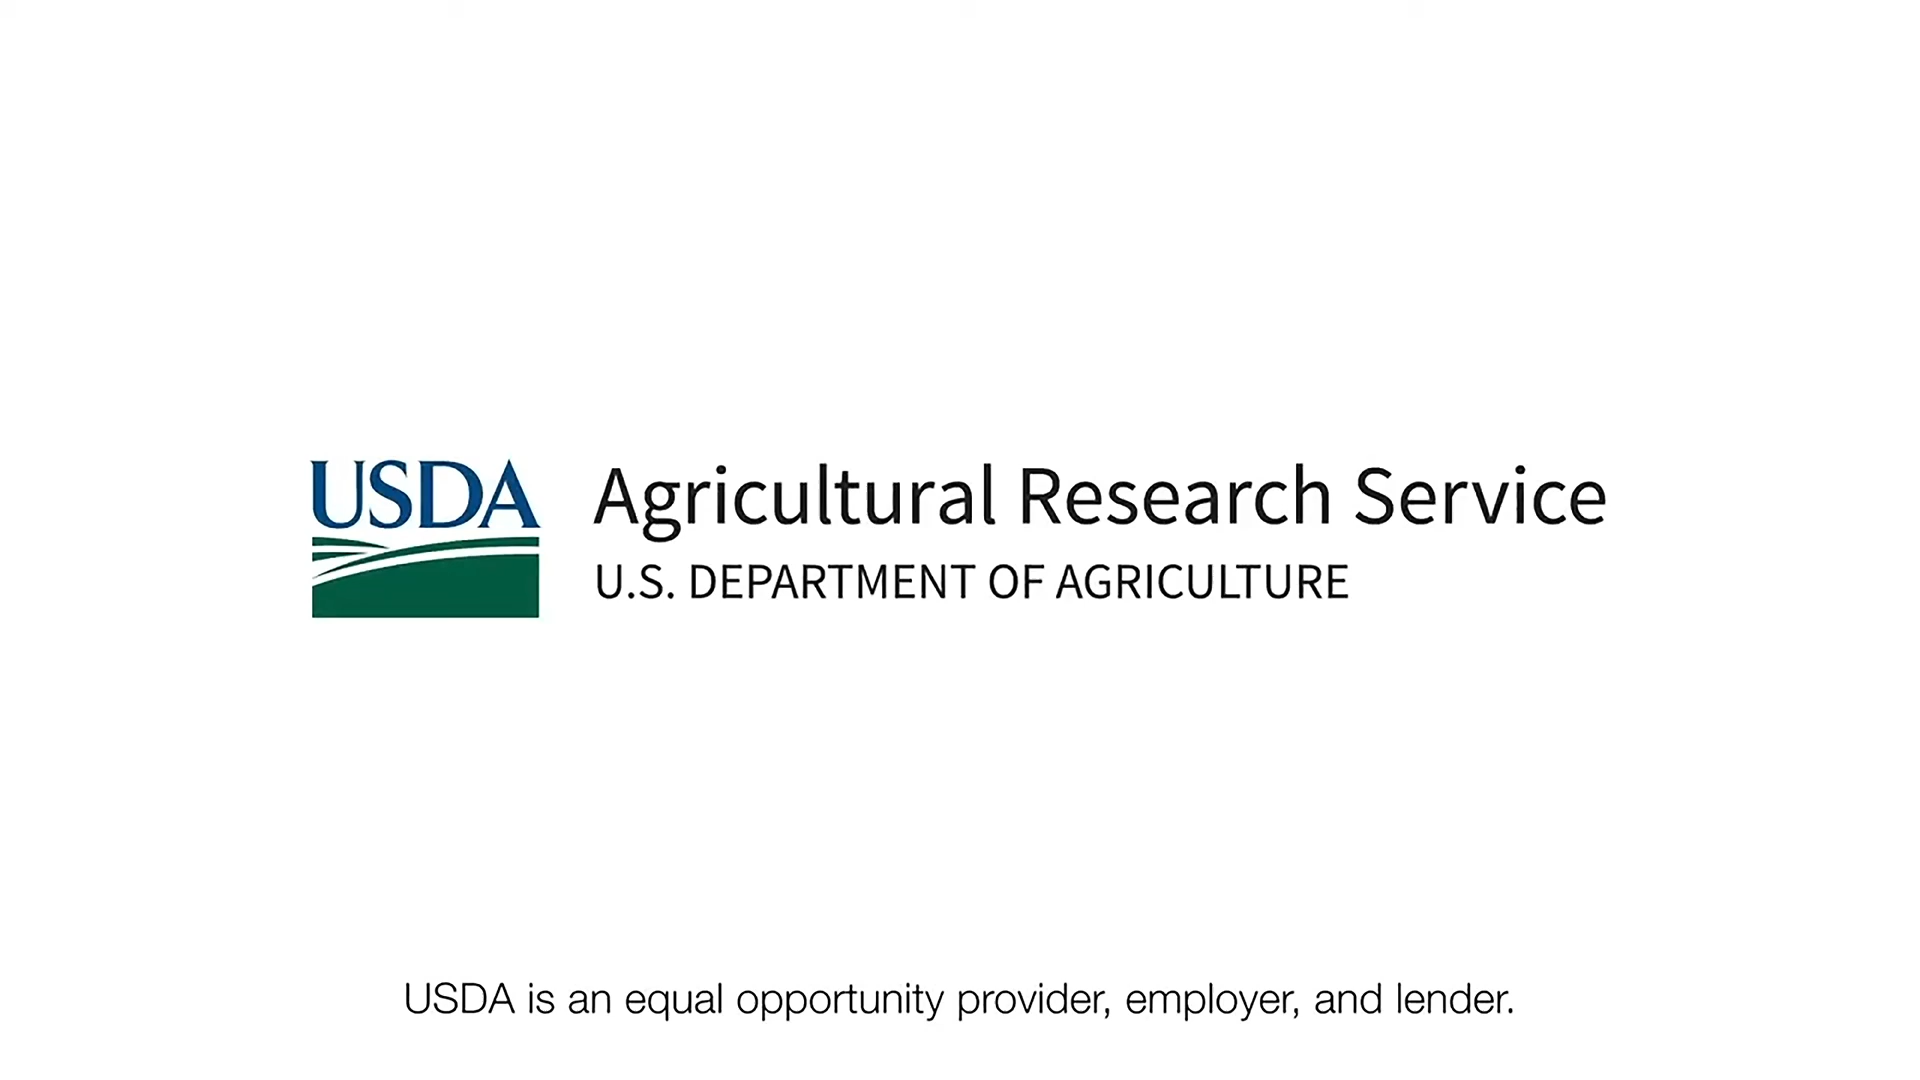 USDA
Agricultural Research Service
U.S. DEPARTMENT OF AGRICULTURE
USDA is an equal opportunity provider, employer, and lender.